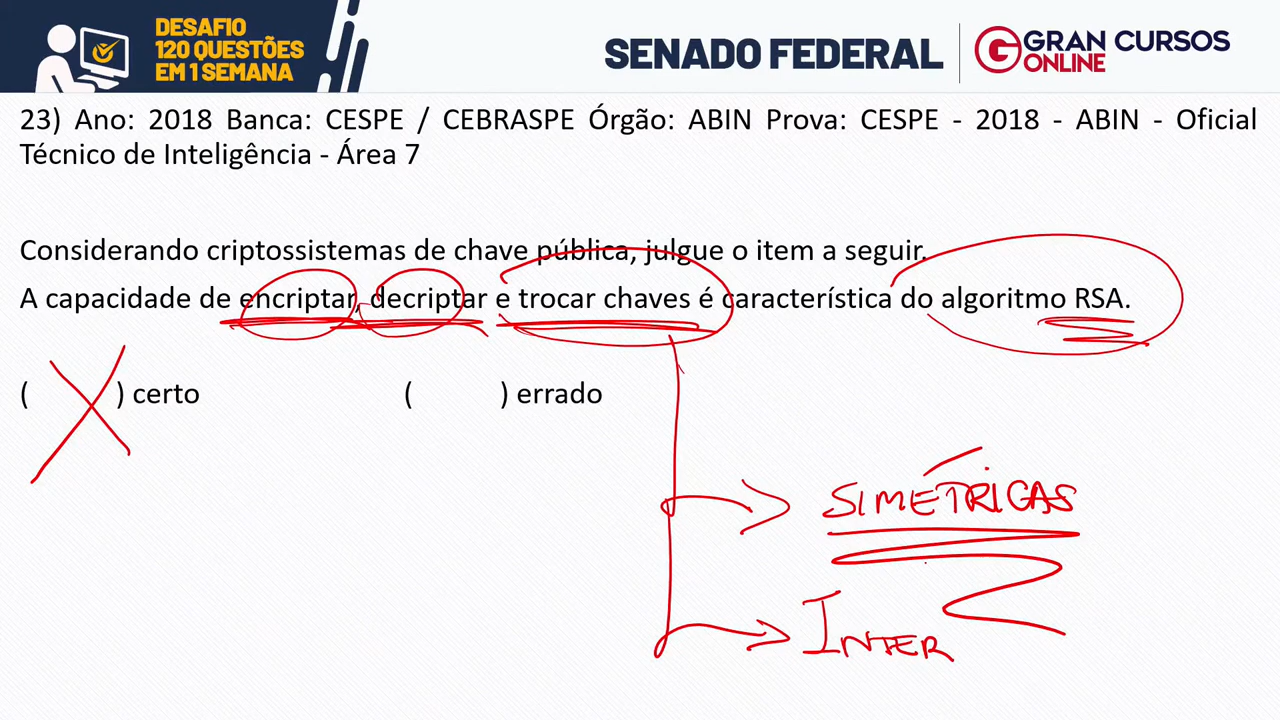 DESAFIO
120 QUESTÕES
EM 1 SEMANA
SENADO FEDERAL
GRAN CURSOS
ONLINE
23) Ano: 2018 Banca: CESPE / CEBRASPE Órgão: ABIN Prova: CESPE - 2018 - ABIN - Oficial
Técnico de Inteligência - Área 7
Considerando criptossistemas de chave pública, julgue o item a seguir.
A capacidade de encriptar, decriptar e trocar chaves é característica do algoritmo RSA.
( X ) certo ( ) errado
SIMÉTRICAS
INTER